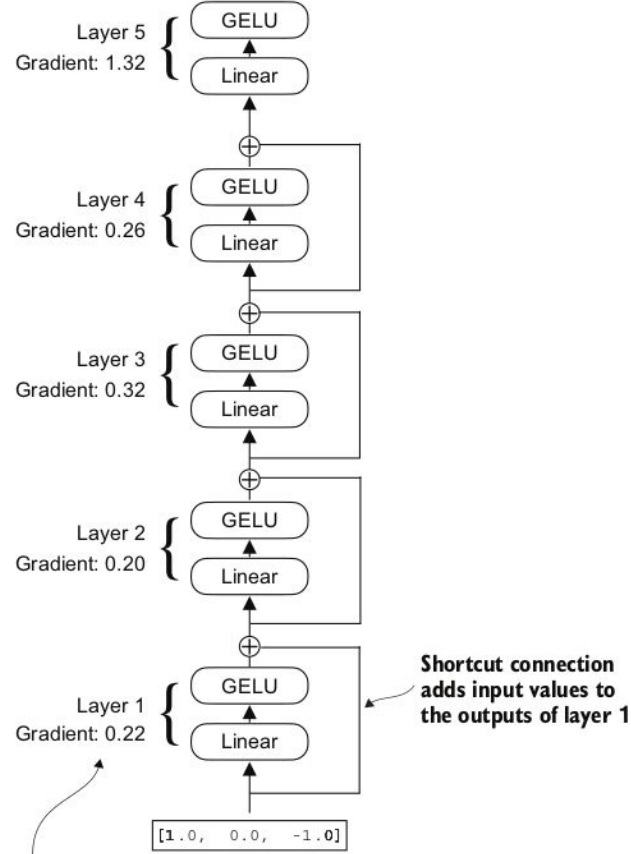 Layer 5
Gradient: 1.32
GELU
Linear
Layer 4
Gradient: 0.26
GELU
Linear
Layer 3
Gradient: 0.32
GELU
Linear
Layer 2
Gradient: 0.20
GELU
Linear
Layer 1
Gradient: 0.22
GELU
Linear
Shortcut connection
adds input values to
the outputs of layer 1
[1.0, 0.0, -1.0]